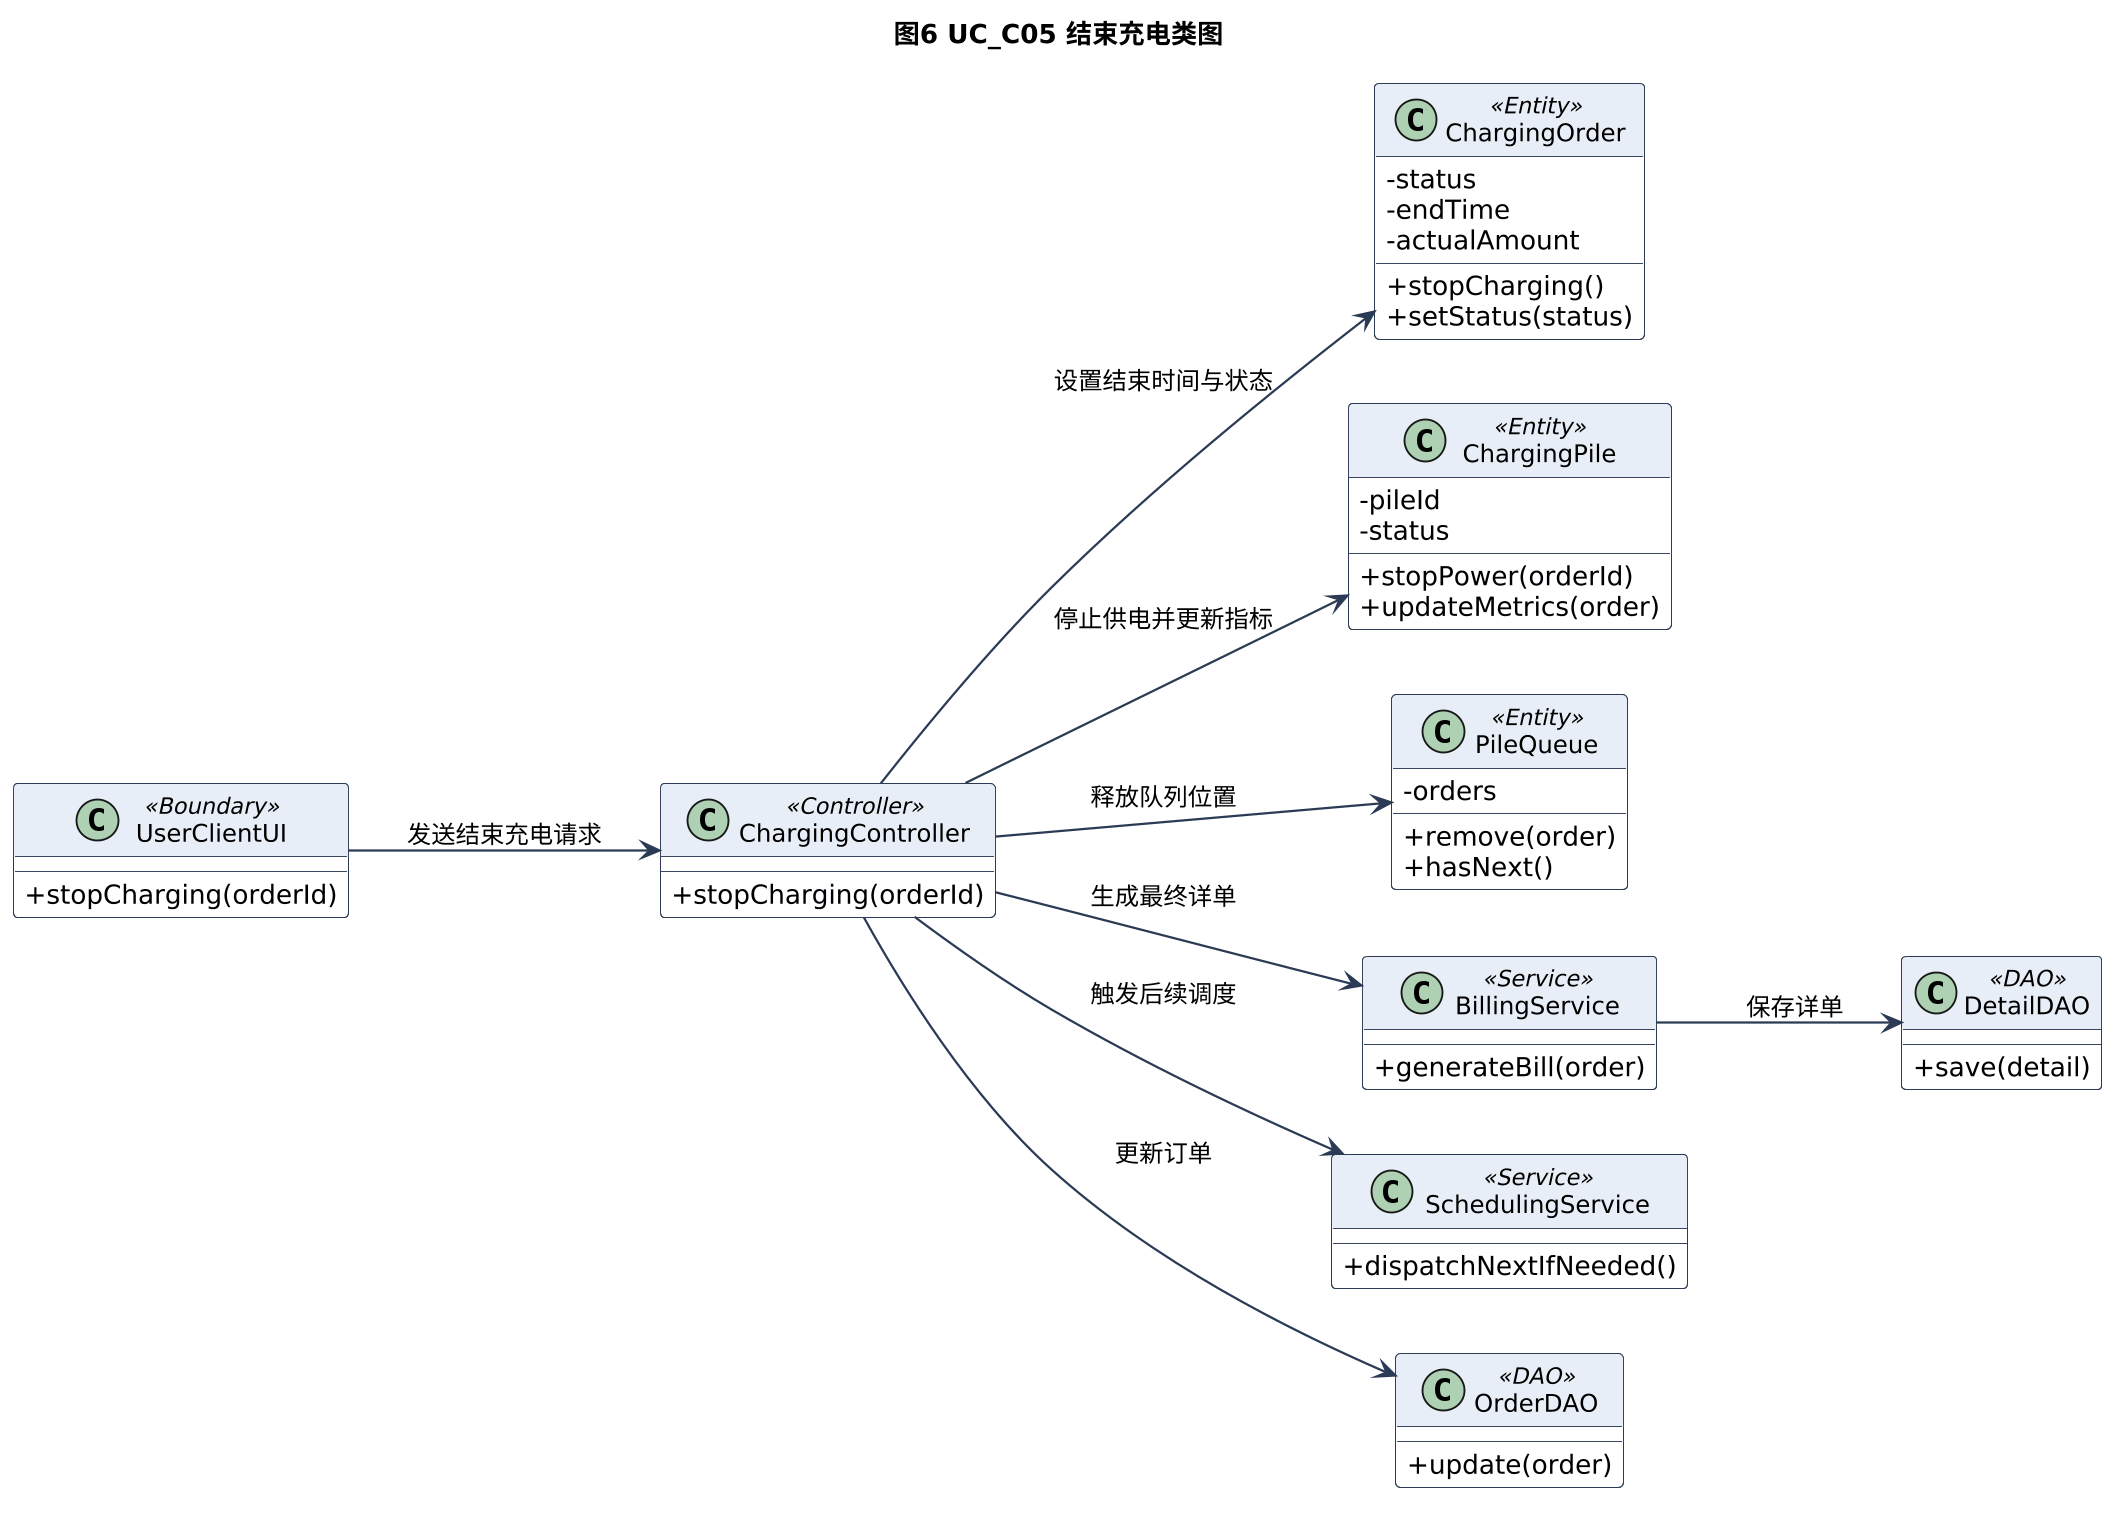 图6 UC_C05 结束充电类图
«Entity»
ChargingOrder
-status
-endTime
-actualAmount
+stopCharging()
+setStatus(status)
设置结束时间与状态
«Entity»
ChargingPile
-pileId
-status
+stopPower(orderId)
+updateMetrics(order)
停止供电并更新指标
«Entity»
PileQueue
-orders
+remove(order)
+hasNext()
释放队列位置
«Boundary»
UserClientUI
+stopCharging(orderId)
发送结束充电请求
«Controller»
ChargingController
+stopCharging(orderId)
生成最终详单
«Service»
BillingService
+generateBill(order)
保存详单
«DAO»
DetailDAO
+save(detail)
触发后续调度
«Service»
SchedulingService
+dispatchNextIfNeeded()
更新订单
«DAO»
OrderDAO
+update(order)